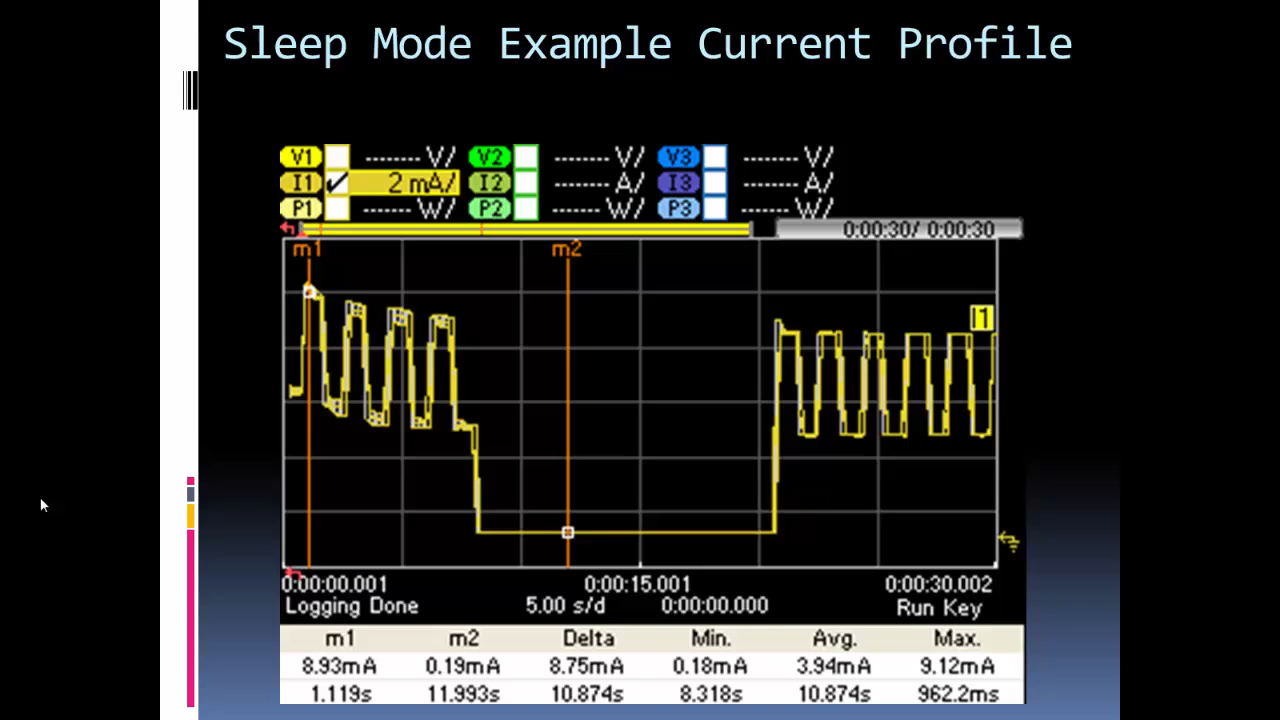 Sleep Mode Example Current Profile
V1 ------- V/ V2 ------- V/ V3 ------- V/
I1 2 mA/ I2 ------- A/ I3 ------- A/
P1 ------- W/ P2 ------- W/ P3 ------- W/
0:00:30/ 0:00:30
m1 m2
1
0:00:00.001 0:00:15.001 0:00:30.002
Logging Done 5.00 s/d 0:00:00.000 Run Key
m1 m2 Delta Min. Avg. Max.
8.93mA 0.19mA 8.75mA 0.18mA 3.94mA 9.12mA
1.119s 11.993s 10.874s 8.318s 10.874s 962.2ms